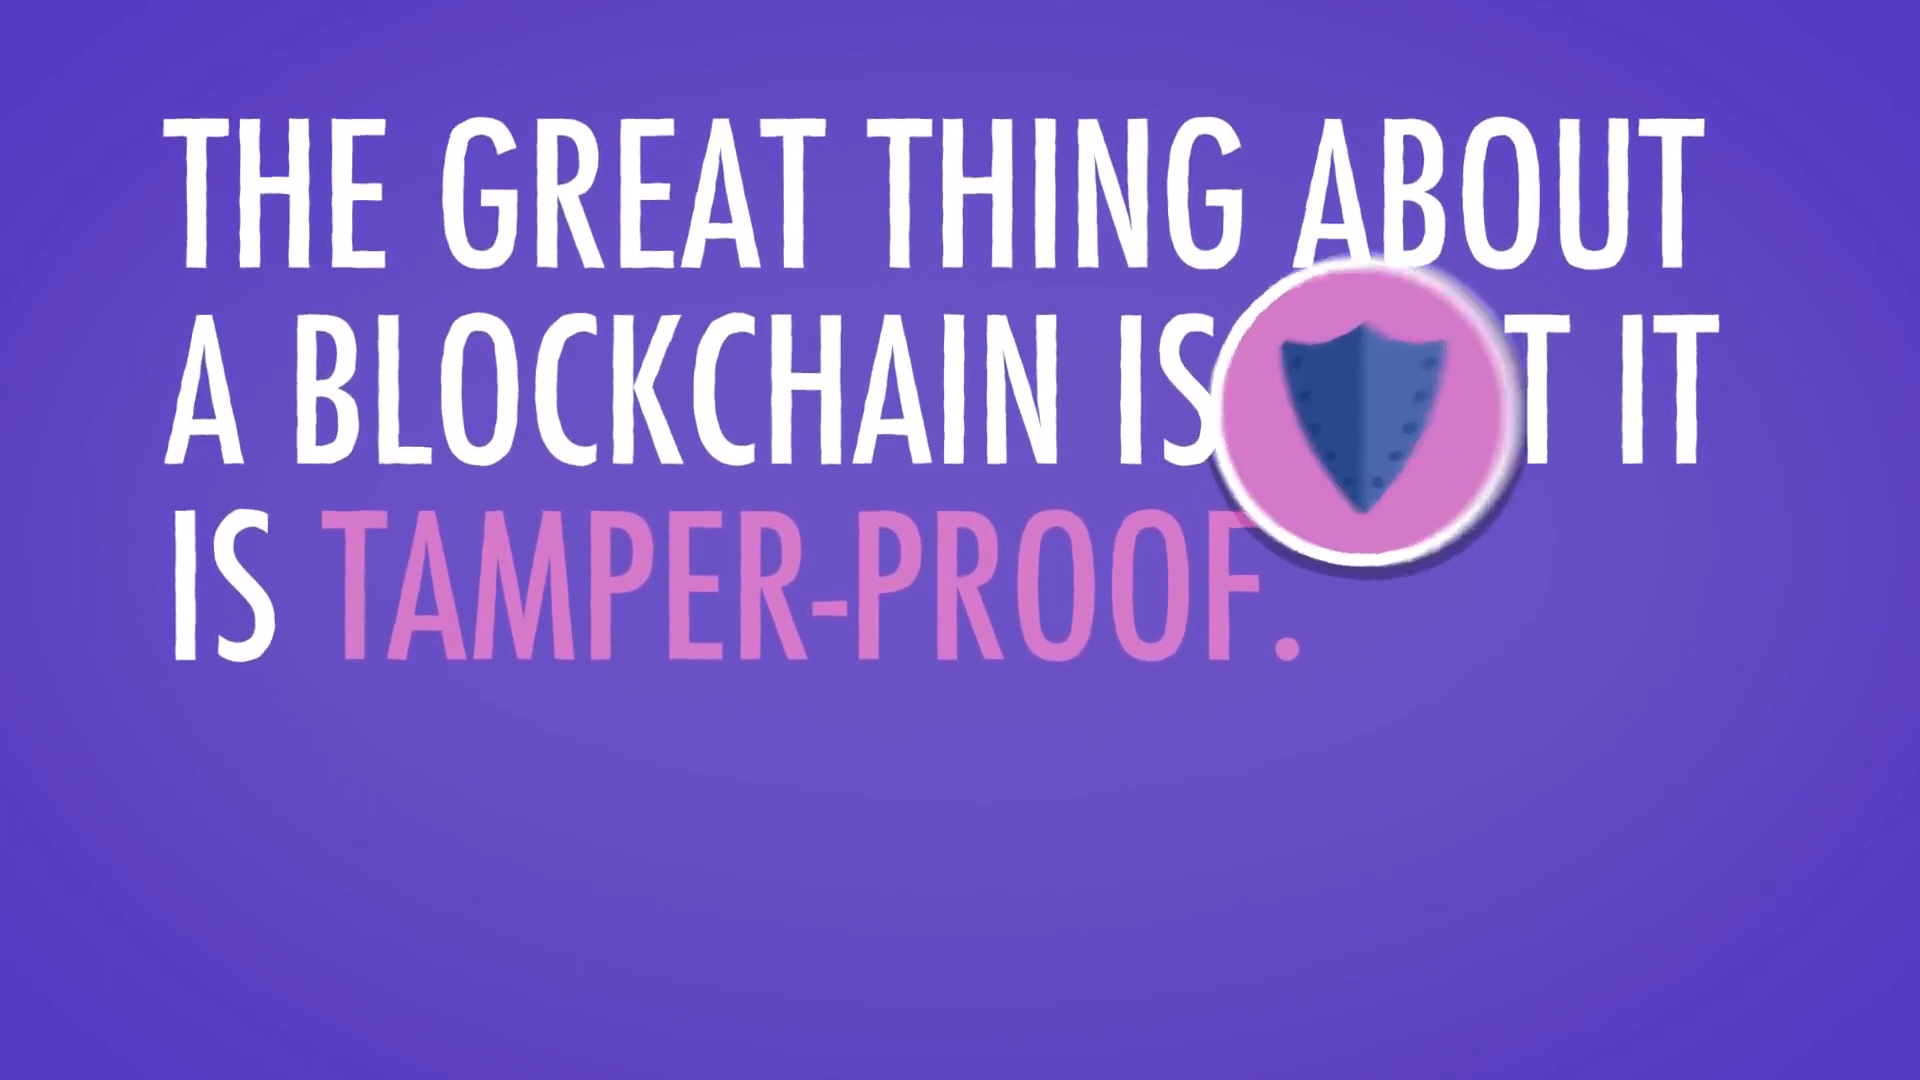 THE GREAT THING ABOUT
A BLOCKCHAIN IS IT
IS TAMPER-PROOF.